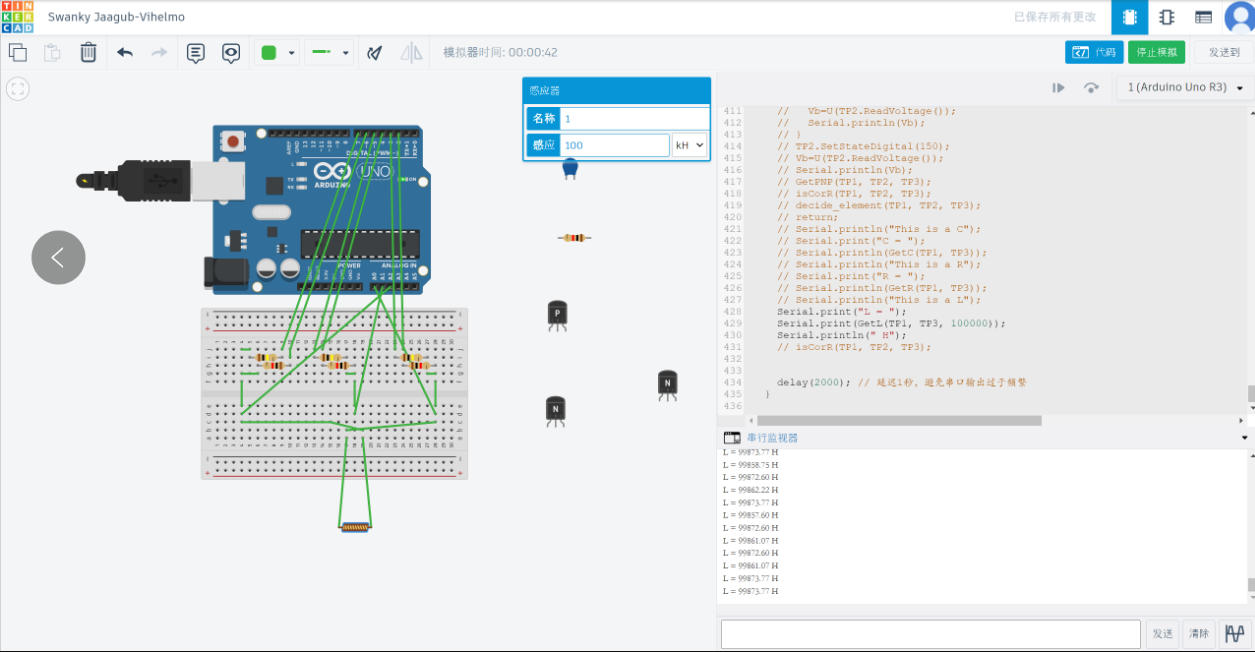 TIN
KER
CAD
Swanky Jaagub-Vihelmo
已保存所有更改
模拟器时间: 00:00:42
代码
停止模拟
发送到
1 (Arduino Uno R3)
感应器
名称 1
感应 100 kH
DIGITAL (PWM~)
UNO
ARDUINO
ON
POWER
ANALOG IN
P
N
N
411 // Vb=U(TP2.ReadVoltage());
412 // Serial.println(Vb);
413 // }
414 // TP2.SetStateDigital(150);
415 // Vb=U(TP2.ReadVoltage());
416 // Serial.println(Vb);
417 // GetPNP(TP1, TP2, TP3);
418 // isCorR(TP1, TP2, TP3);
419 // decide_element(TP1, TP2, TP3);
420 // return;
421 // Serial.println("This is a C");
422 // Serial.print("C = ");
423 // Serial.println(GetC(TP1, TP3));
424 // Serial.println("This is a R");
425 // Serial.print("R = ");
426 // Serial.println(GetR(TP1, TP3));
427 // Serial.println("This is a L");
428 Serial.print("L = ");
429 Serial.print(GetL(TP1, TP3, 100000));
430 Serial.println(" H");
431 // isCorR(TP1, TP2, TP3);
432
433
434 delay(2000); // 延迟1秒，避免串口输出过于频繁
435 }
436
串行监视器
L = 99873.77 H
L = 99858.75 H
L = 99872.60 H
L = 99862.22 H
L = 99873.77 H
L = 99857.60 H
L = 99872.60 H
L = 99861.07 H
L = 99872.60 H
L = 99861.07 H
L = 99873.77 H
L = 99873.77 H
发送
清除